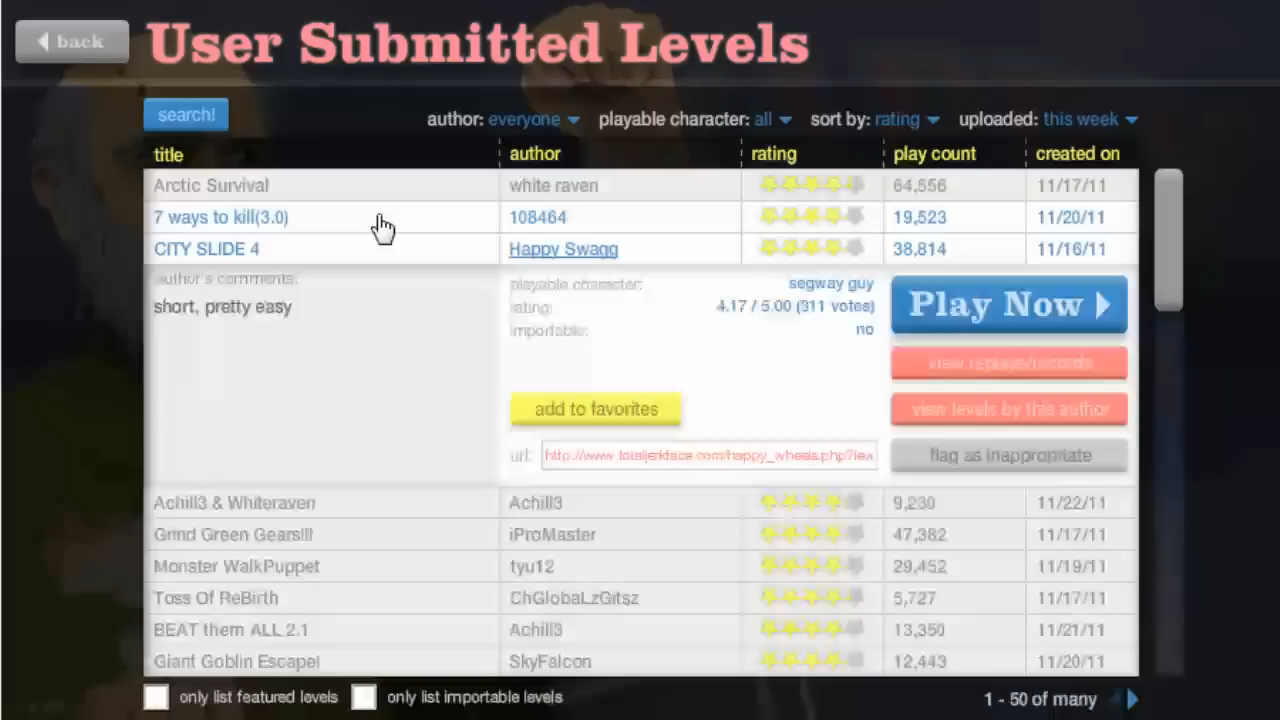 back
User Submitted Levels
search!
author: everyone playable character: all sort by: rating uploaded: this week
title author rating play count created on
Arctic Survival white raven 64,556 11/17/11
7 ways to kill(3.0) 108464 19,523 11/20/11
CITY SLIDE 4 Happy Swagg 38,814 11/16/11
author's comments:
short, pretty easy
playable character: segway guy
rating: 4.17 / 5.00 (311 votes)
importable: no
Play Now
view replays/records
add to favorites
view levels by this author
url: http://www.totaljerkface.com/happy_wheels.php?lev
flag as inappropriate
Achill3 & Whiteraven Achill3 9,230 11/22/11
Grind Green Gears!!! iProMaster 47,382 11/17/11
Monster WalkPuppet tyu12 29,452 11/19/11
Toss Of ReBirth ChGlobaLzGitsz 5,727 11/17/11
BEAT them ALL 2.1 Achill3 13,350 11/21/11
Giant Goblin Escape! SkyFalcon 12,443 11/20/11
only list featured levels only list importable levels 1 - 50 of many